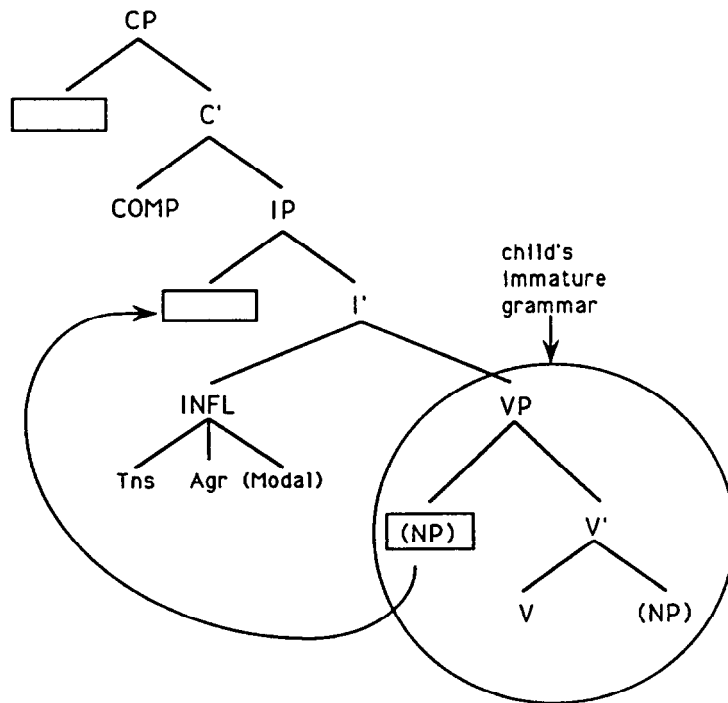 CP
C'
COMP IP
child's
immature
grammar
I'
INFL VP
Tns Agr (Modal)
(NP) V'
V (NP)